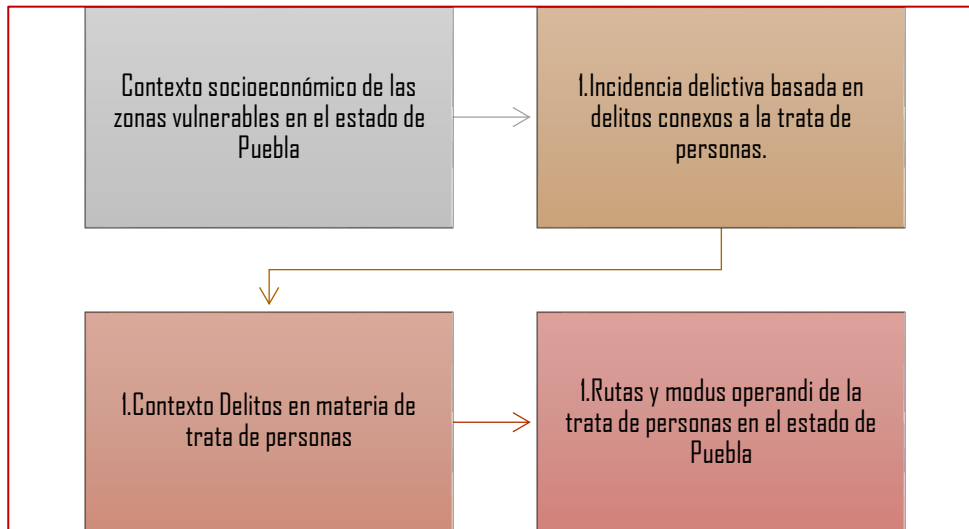 Contexto socioeconómico de las
zonas vulnerables en el estado de
Puebla
1.Incidencia delictiva basada en
delitos conexos a la trata de
personas.
1.Contexto Delitos en materia de
trata de personas
1.Rutas y modus operandi de la
trata de personas en el estado de
Puebla